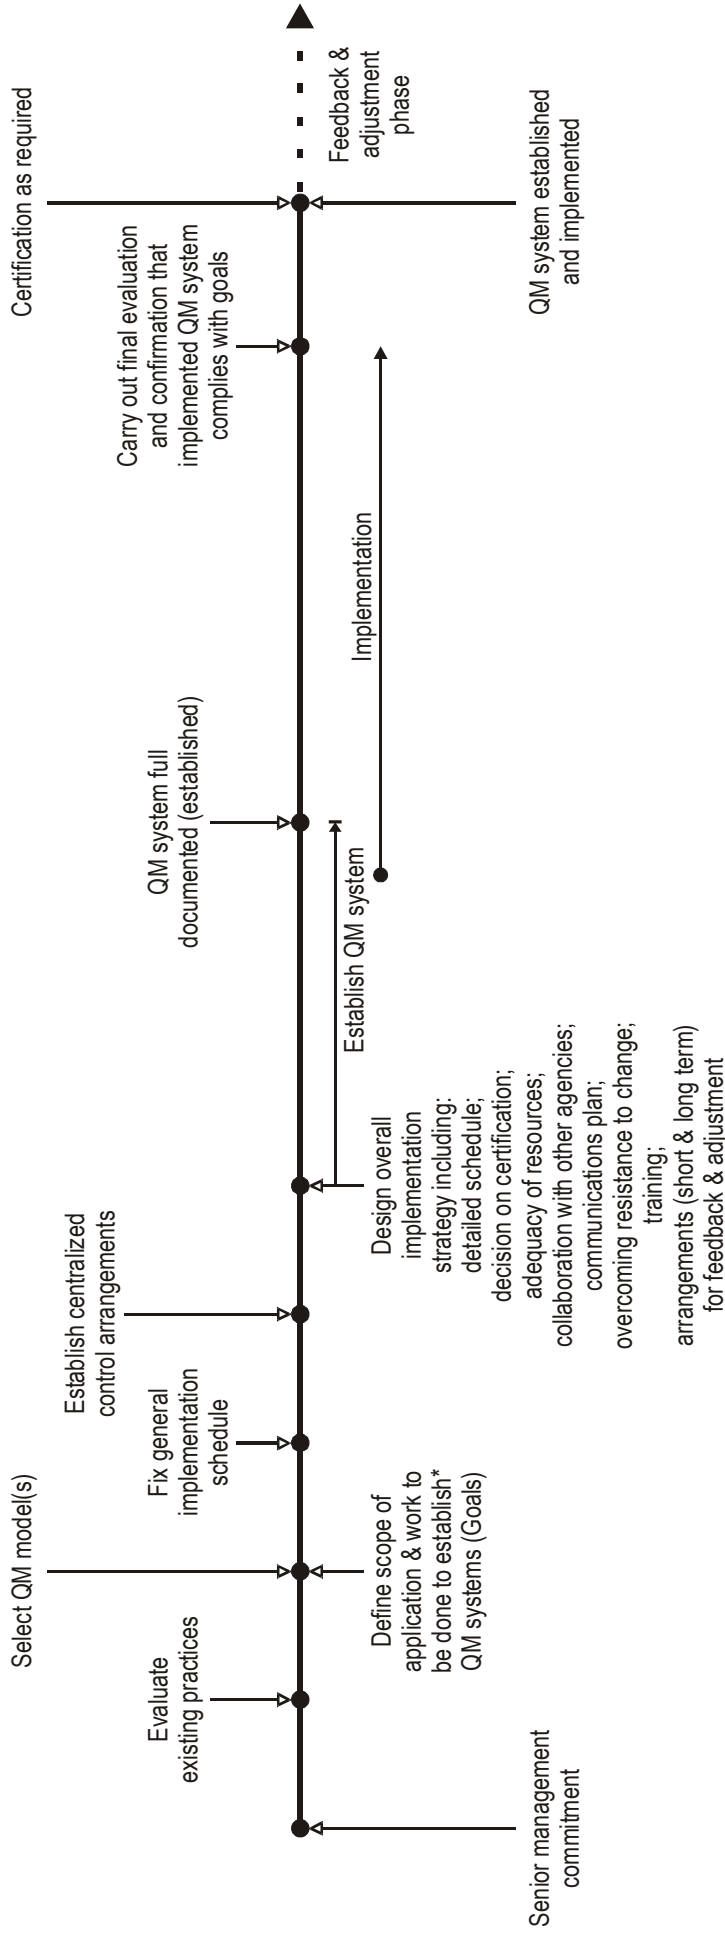 Senior management
commitment
Evaluate
existing practices
Select QM model(s)
Define scope of
application & work to
be done to establish*
QM systems (Goals)
Fix general
implementation
schedule
Establish centralized
control arrangements
Design overall
implementation
strategy including:
detailed schedule;
decision on certification;
adequacy of resources;
collaboration with other agencies;
communications plan;
overcoming resistance to change;
training;
arrangements (short & long term)
for feedback & adjustment
Establish QM system
QM system full
documented (established)
Implementation
Carry out final evaluation
and confirmation that
implemented QM system
complies with goals
Certification as required
QM system established
and implemented
Feedback &
adjustment
phase